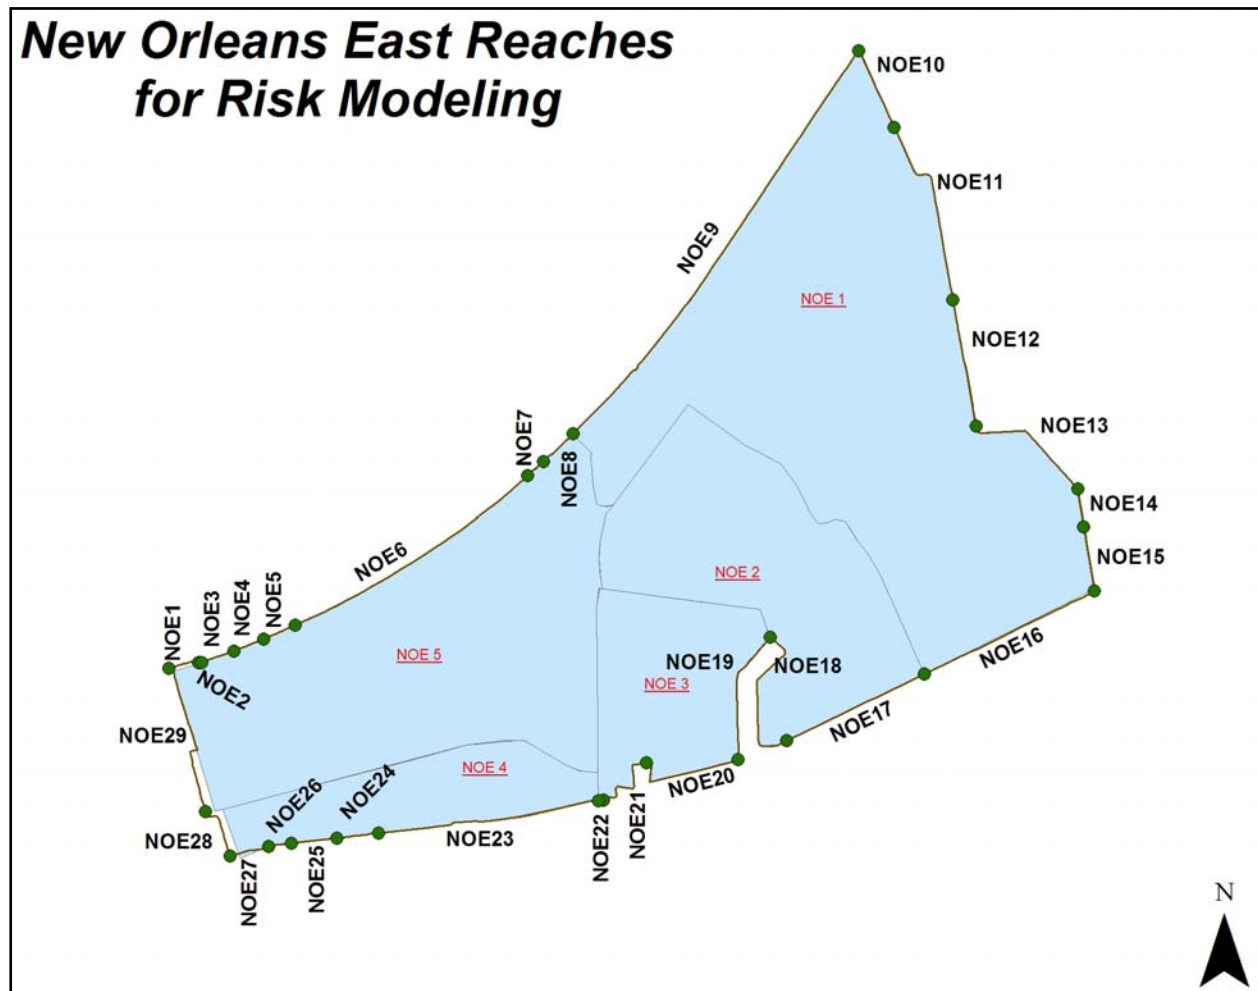 New Orleans East Reaches
for Risk Modeling
NOE10
NOE11
NOE9
NOE 1
NOE12
NOE13
NOE7
NOE8
NOE14
NOE15
NOE6
NOE 2
NOE5
NOE4
NOE3
NOE1
NOE2
NOE 5
NOE16
NOE19
NOE18
NOE 3
NOE17
NOE29
NOE 4
NOE20
NOE24
NOE26
NOE21
NOE23
NOE28
NOE22
NOE25
NOE27
N